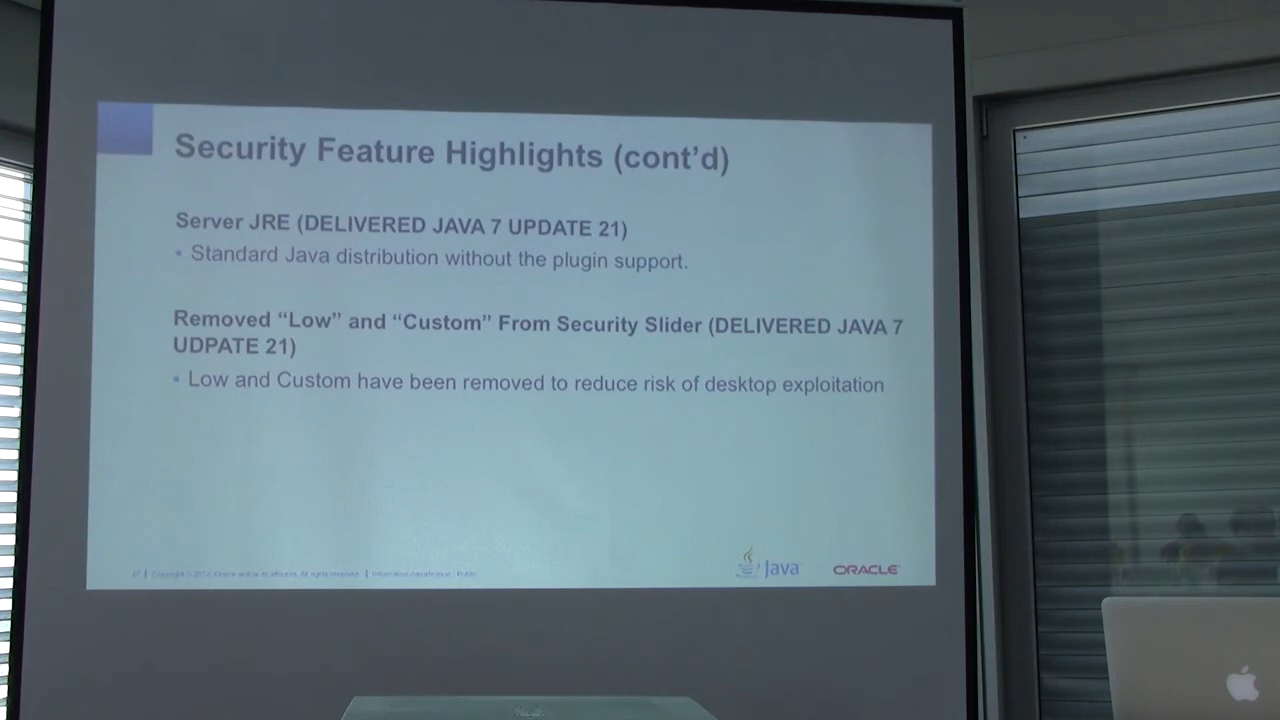 Security Feature Highlights (cont'd)
Server JRE (DELIVERED JAVA 7 UPDATE 21)
• Standard Java distribution without the plugin support.
Removed “Low” and “Custom” From Security Slider (DELIVERED JAVA 7
UDPATE 21)
• Low and Custom have been removed to reduce risk of desktop exploitation
Java
ORACLE